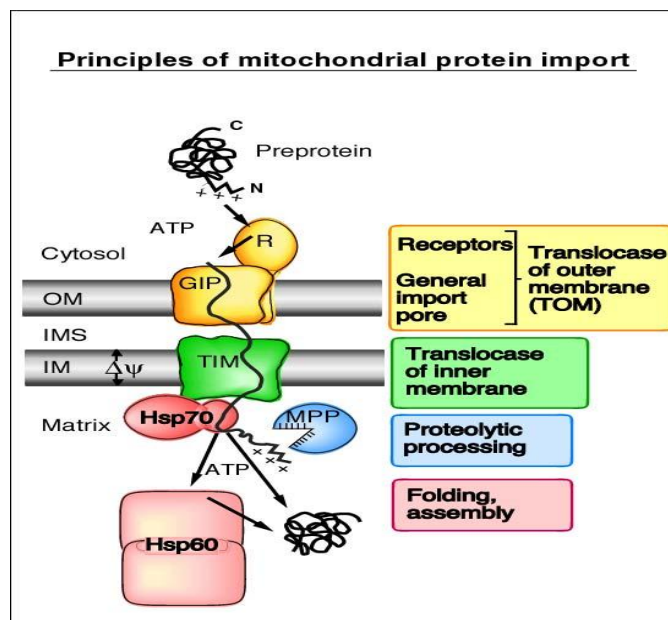 Principles of mitochondrial protein import
C
Preprotein
N
+ + +
ATP
Cytosol
R
GIP
OM
IMS
IM
Δψ
TIM
Matrix
Hsp70
MPP
+ + +
ATP
Hsp60
Receptors
General
import
pore
Translocase
of outer
membrane
(TOM)
Translocase
of inner
membrane
Proteolytic
processing
Folding,
assembly